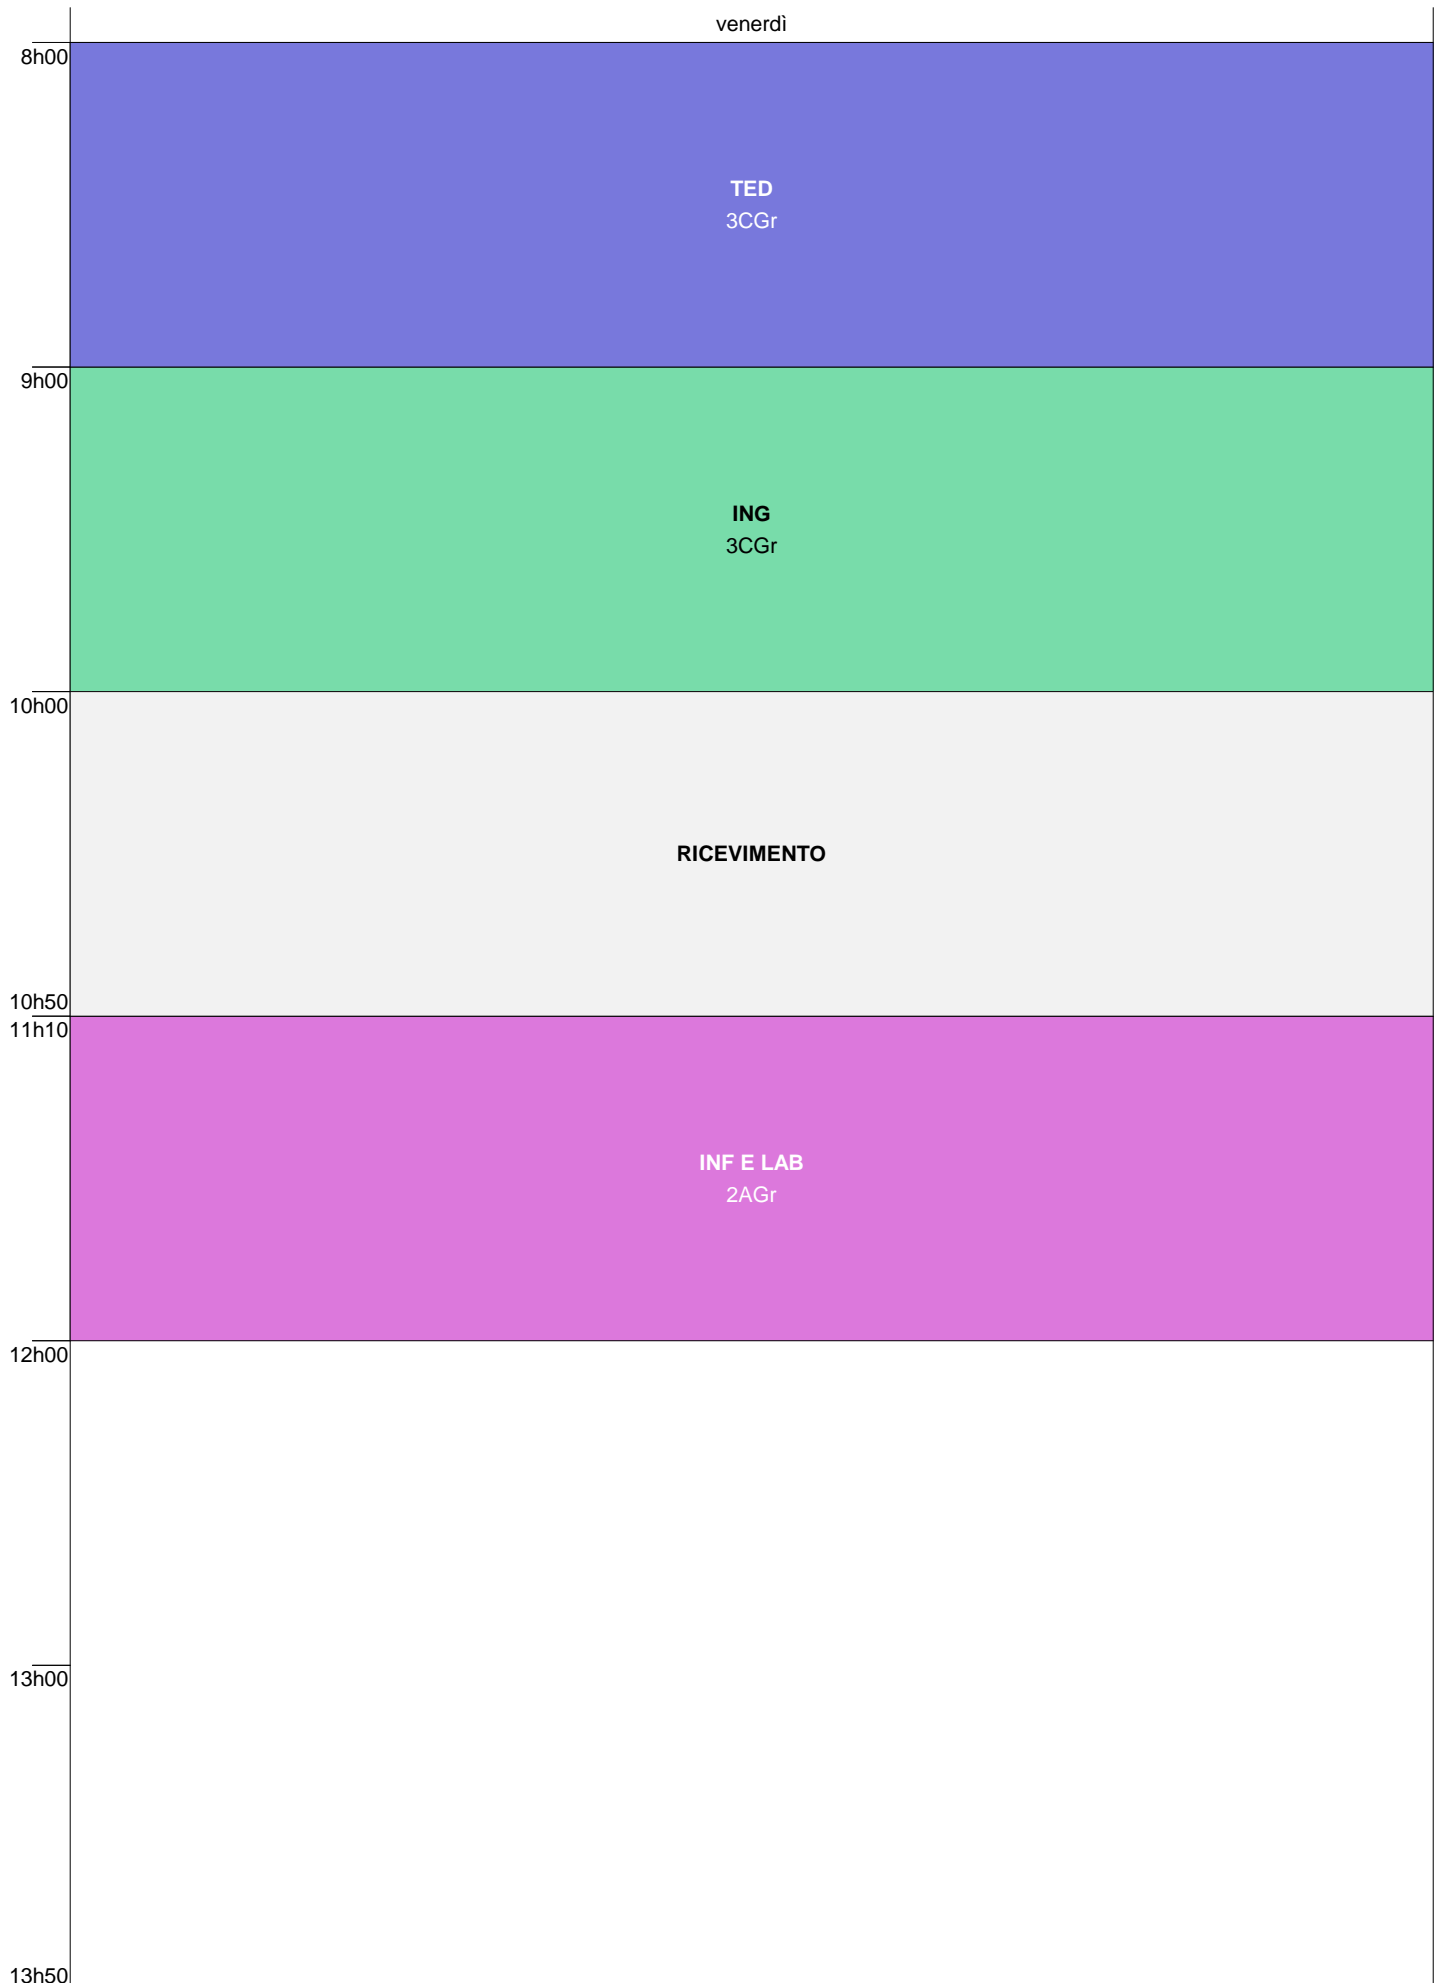 venerdì
8h00
TED
3CGr
9h00
ING
3CGr
10h00
RICEVIMENTO
10h50
11h10
INF E LAB
2AGr
12h00
13h00
13h50